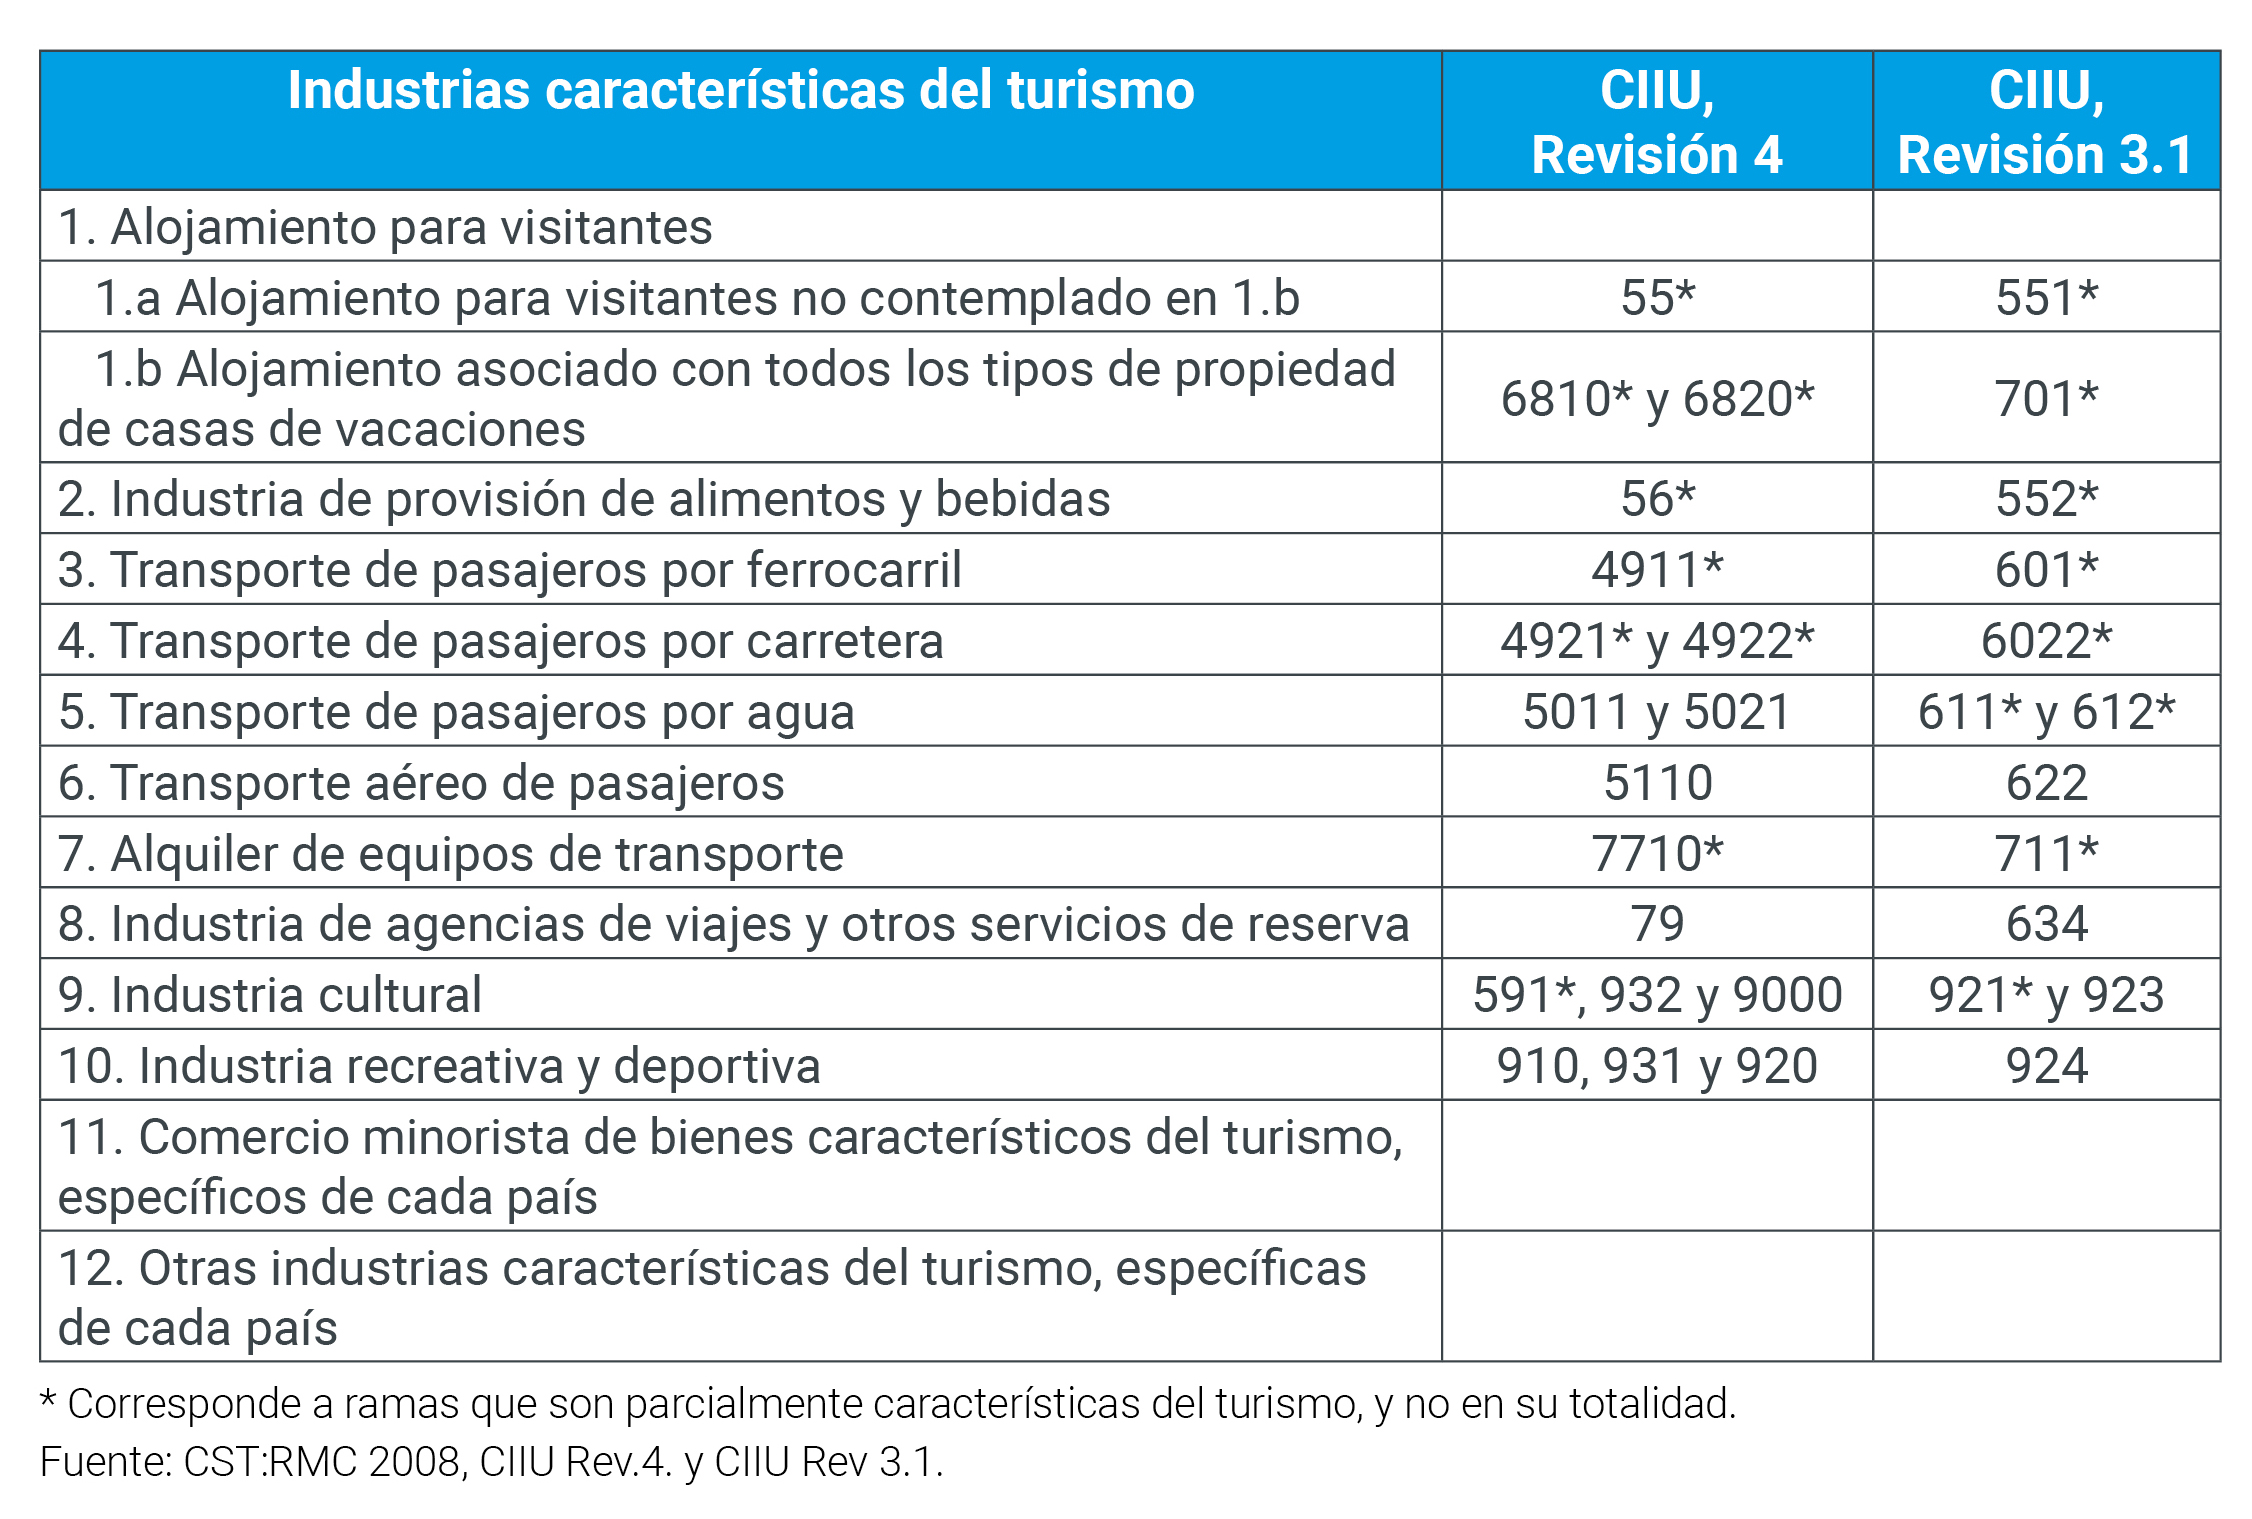 Industrias características del turismo
CIIU,
Revisión 4
CIIU,
Revisión 3.1
1. Alojamiento para visitantes
1.a Alojamiento para visitantes no contemplado en 1.b
55*
551*
1.b Alojamiento asociado con todos los tipos de propiedad
de casas de vacaciones
6810* y 6820*
701*
2. Industria de provisión de alimentos y bebidas
56*
552*
3. Transporte de pasajeros por ferrocarril
4911*
601*
4. Transporte de pasajeros por carretera
4921* y 4922*
6022*
5. Transporte de pasajeros por agua
5011 y 5021
611* y 612*
6. Transporte aéreo de pasajeros
5110
622
7. Alquiler de equipos de transporte
7710*
711*
8. Industria de agencias de viajes y otros servicios de reserva
79
634
9. Industria cultural
591*, 932 y 9000
921* y 923
10. Industria recreativa y deportiva
910, 931 y 920
924
11. Comercio minorista de bienes característicos del turismo,
específicos de cada país
12. Otras industrias características del turismo, específicas
de cada país
* Corresponde a ramas que son parcialmente características del turismo, y no en su totalidad.
Fuente: CST:RMC 2008, CIIU Rev.4. y CIIU Rev 3.1.